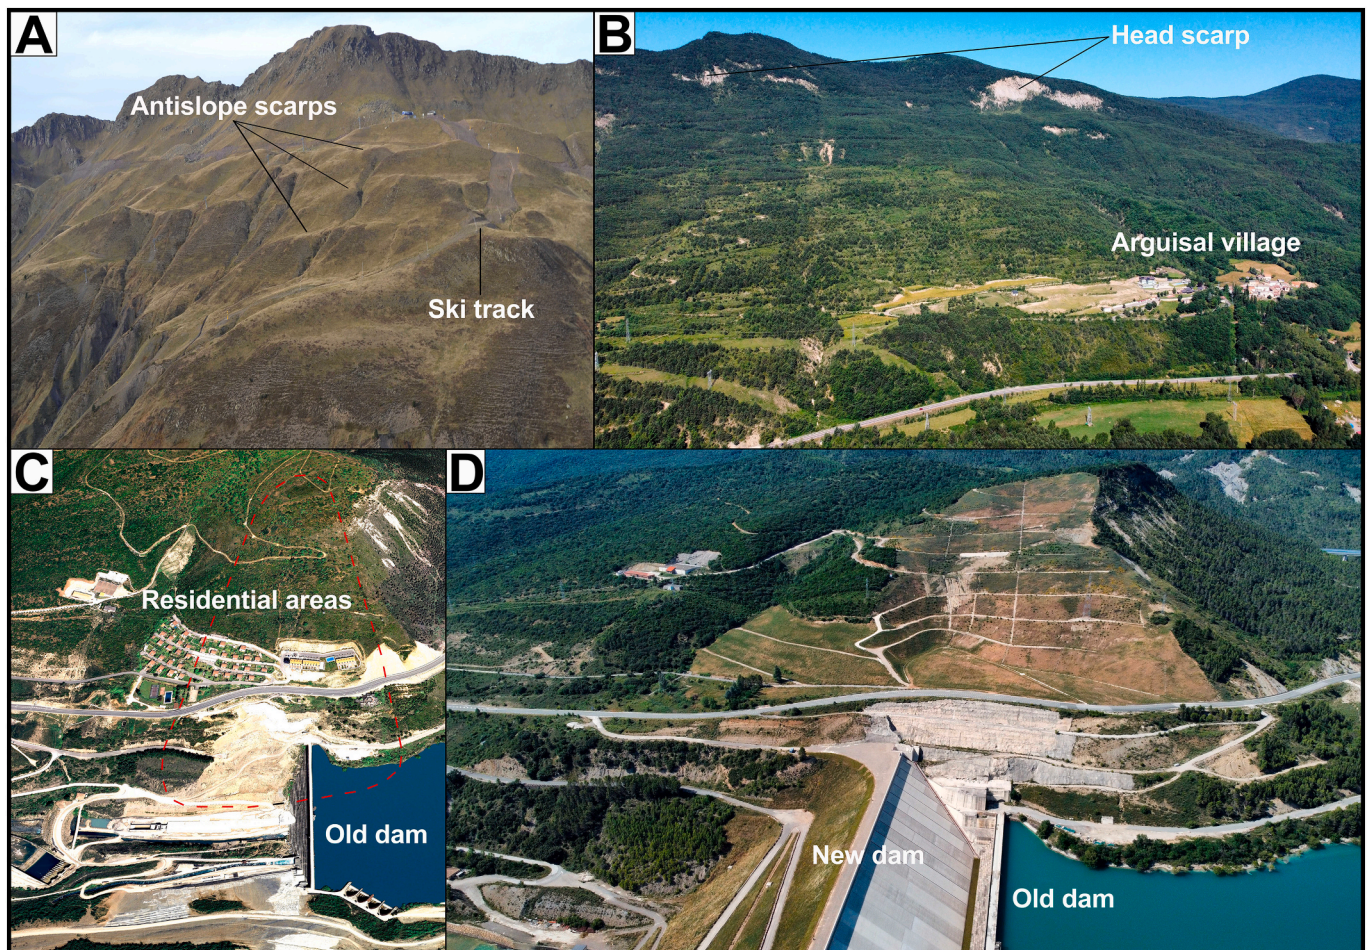 A
Antislope scarps
Ski track
B
Head scarp
Arguisal village
C
Residential areas
Old dam
D
New dam
Old dam